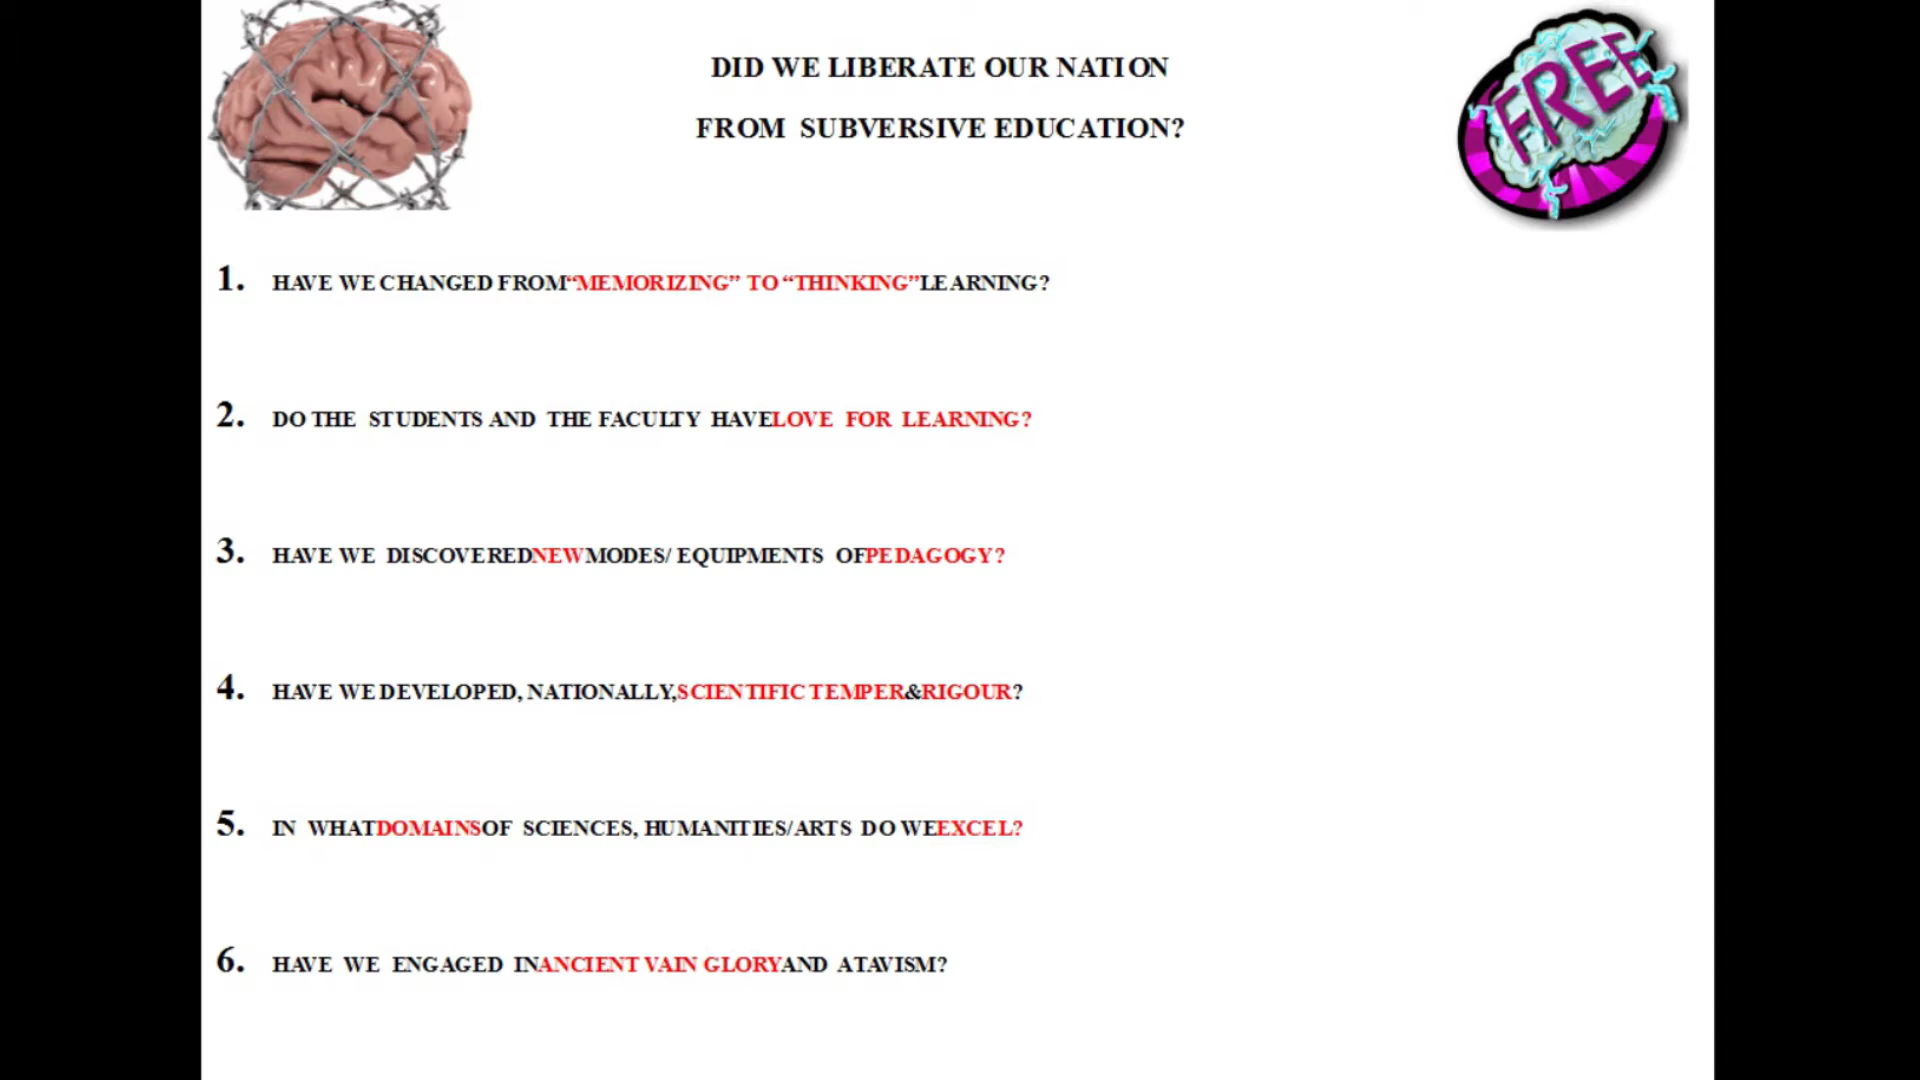 DID WE LIBERATE OUR NATION
FREE
FROM SUBVERSIVE EDUCATION?
1. HAVE WE CHANGED FROM “MEMORIZING” TO “THINKING” LEARNING?
2. DO THE STUDENTS AND THE FACULTY HAVE LOVE FOR LEARNING?
3. HAVE WE DISCOVERED NEW MODES/ EQUIPMENTS OF PEDAGOGY?
4. HAVE WE DEVELOPED, NATIONALLY, SCIENTIFIC TEMPER & RIGOUR?
5. IN WHAT DOMAINS OF SCIENCES, HUMANITIES/ARTS DO WE EXCEL?
6. HAVE WE ENGAGED IN ANCIENT VAIN GLORY AND ATAVISM?